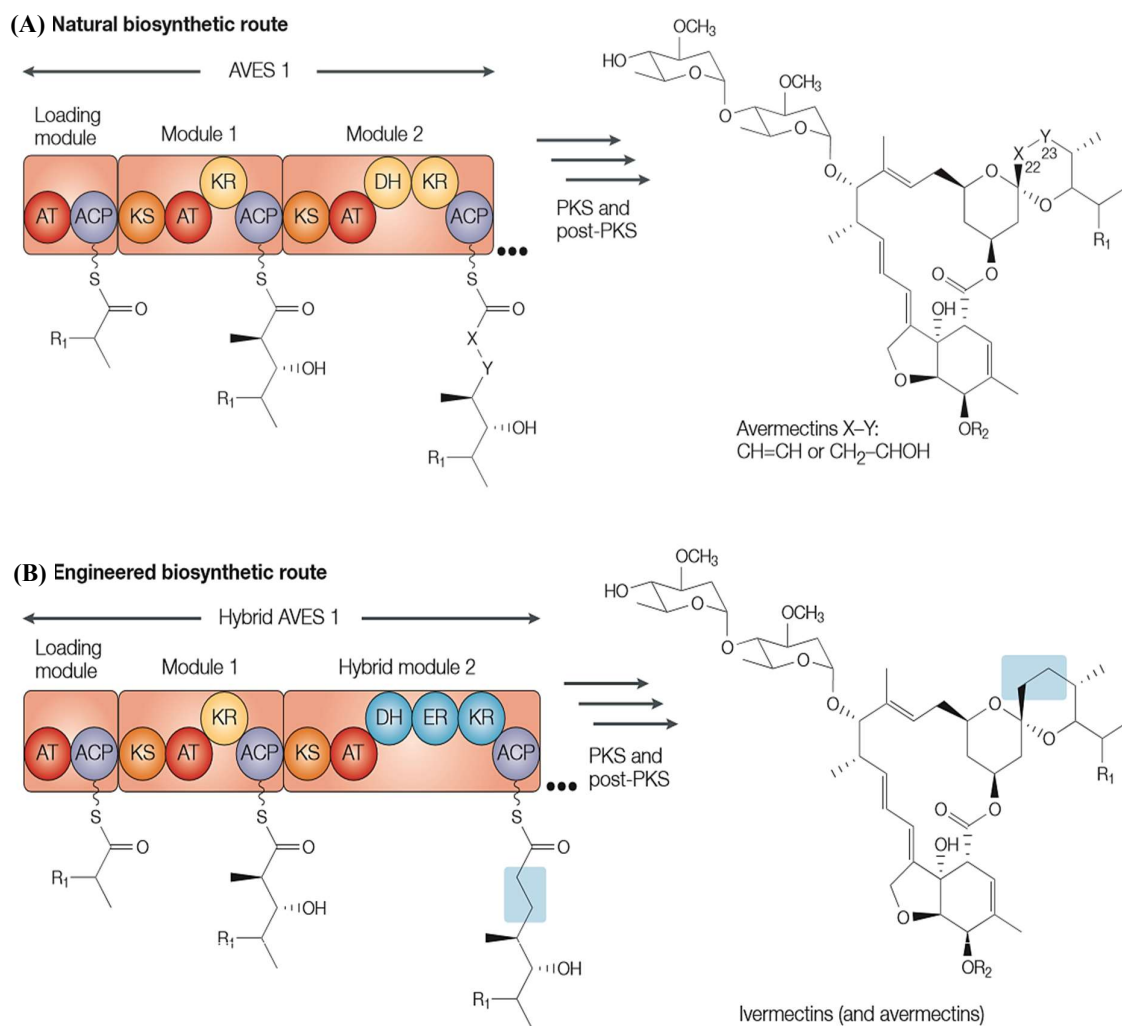 (A) Natural biosynthetic route
AVES 1
Loading
module
Module 1
Module 2
AT
ACP
KS
AT
KR
ACP
KS
AT
DH
KR
ACP
S
O
R1
S
O
OH
R1
S
O
X
Y
OH
R1
PKS and
post-PKS
OCH3
HO
O
OCH3
O
O
O
O
X
22
Y
23
O
R1
O
O
OH
O
OR2
Avermectins X–Y:
CH=CH or CH2–CHOH
(B) Engineered biosynthetic route
Hybrid AVES 1
Loading
module
Module 1
Hybrid module 2
AT
ACP
KS
AT
KR
ACP
KS
AT
DH
ER
KR
ACP
S
O
R1
S
O
OH
R1
S
O
OH
R1
PKS and
post-PKS
OCH3
HO
O
OCH3
O
O
O
O
O
R1
O
O
OH
O
OR2
Ivermectins (and avermectins)